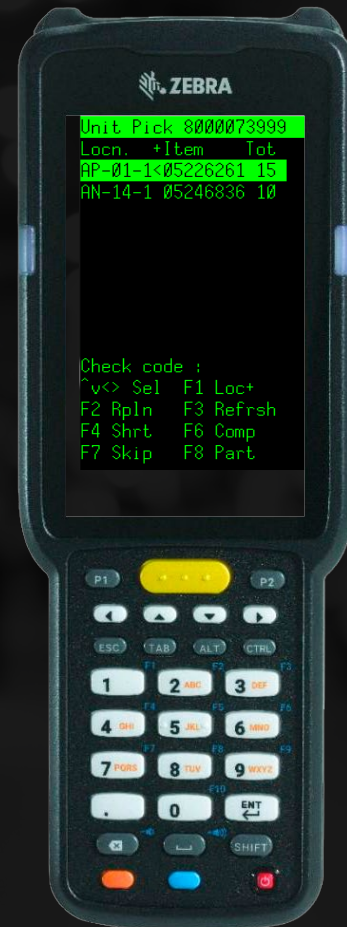 ZEBRA
Unit Pick 8000073999
Locn. +Item Tot
AP-01-1<05226261 15
AN-14-1 05246836 10
Check code :
^v<> Sel F1 Loc+
F2 Rpln F3 Refrsh
F4 Shrt F6 Comp
F7 Skip F8 Part
P1 P2
ESC TAB ALT CTRL
F1 F2 F3
1 2 ABC 3 DEF
F4 F5 F6
4 GHI 5 JKL 6 MNO
F7 F8 F9
7 PQRS 8 TUV 9 WXYZ
F10
. 0 ENT
SHIFT